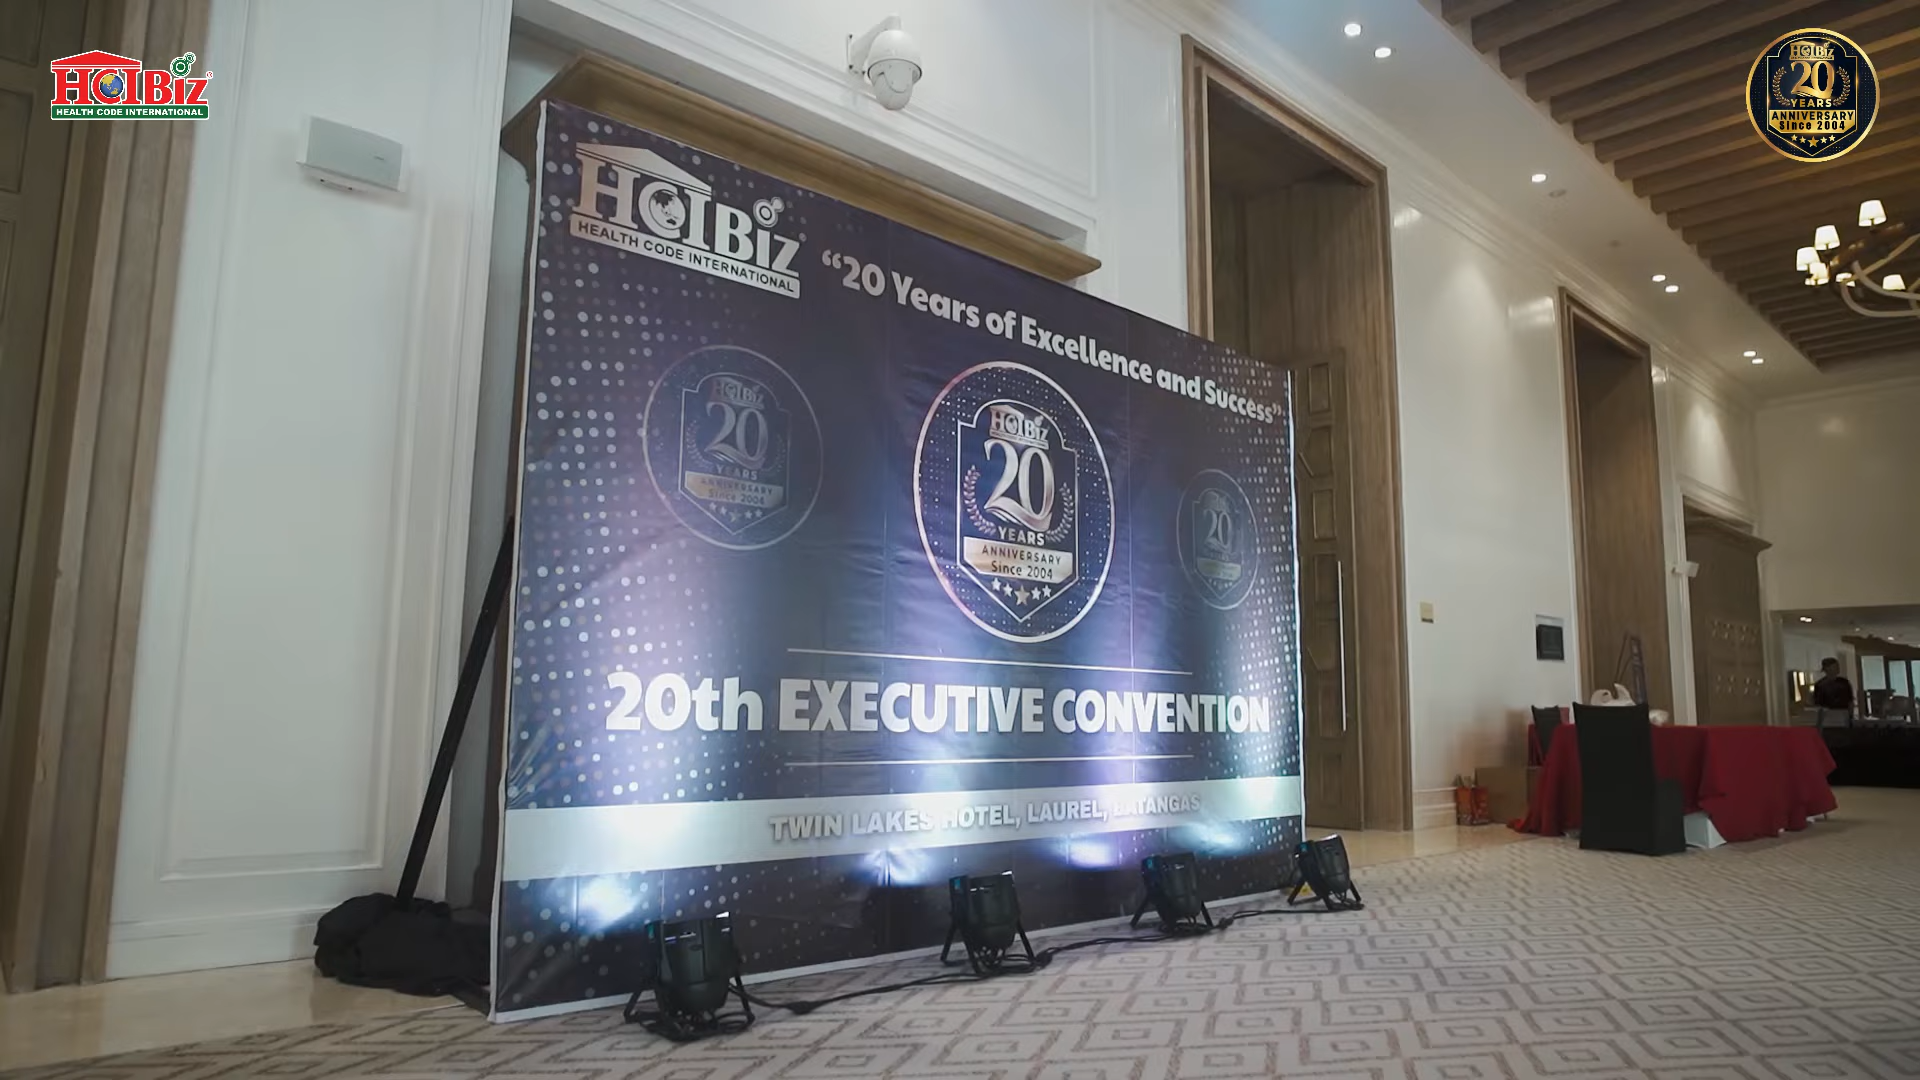 HCIBiz
HEALTH CODE INTERNATIONAL
HCIBiz
20
YEARS
ANNIVERSARY
Since 2004
HCIBiz
HEALTH CODE INTERNATIONAL
“20 Years of Excellence and Success”
HCIBiz
20
YEARS
ANNIVERSARY
Since 2004
HCIBiz
20
YEARS
ANNIVERSARY
Since 2004
20
20th EXECUTIVE CONVENTION
TWIN LAKES HOTEL, LAUREL, BATANGAS